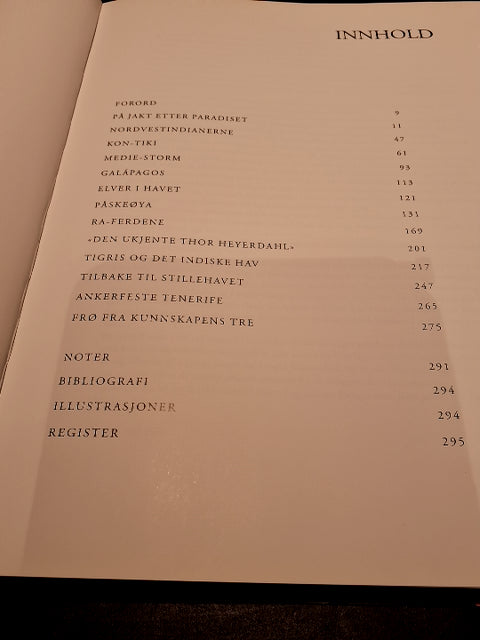 INNHOLD
FORORD 9
PÅ JAKT ETTER PARADISET 11
NORDVESTINDIANERNE 47
KON-TIKI 61
MEDIE-STORM 93
GALÁPAGOS 113
ELVER I HAVET 121
PÅSKEØYA 131
RA-FERDENE 169
«DEN UKJENTE THOR HEYERDAHL» 201
TIGRIS OG DET INDISKE HAV 217
TILBAKE TIL STILLEHAVET 247
ANKERFESTE TENERIFE 265
FRØ FRA KUNNSKAPENS TRE 275
NOTER 291
BIBLIOGRAFI 294
ILLUSTRASJONER 294
REGISTER 295